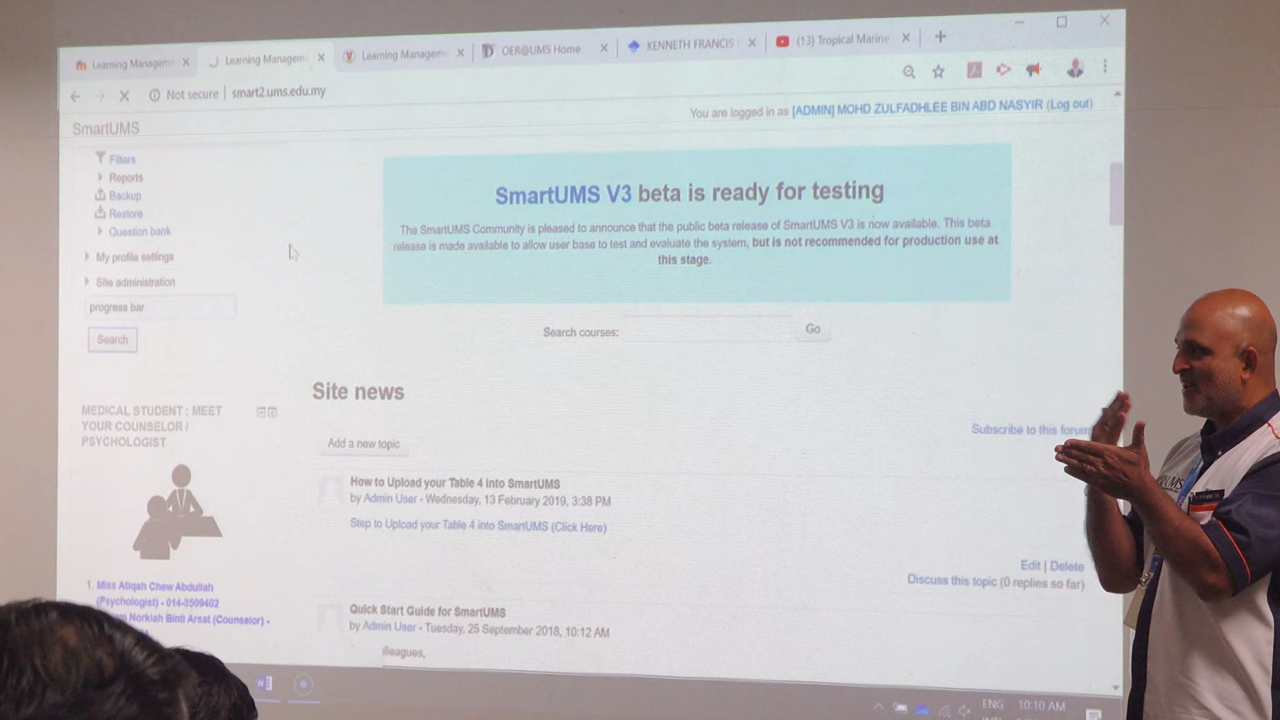 Learning Manageme
Learning Managem
Learning Managem
OER@UMS Home
KENNETH FRANCIS
(13) Tropical Marine
Not secure | smart2.ums.edu.my
You are logged in as [ADMIN] MOHD ZULFADHLEE BIN ABD NASYIR (Log out)
SmartUMS
Filters
Reports
Backup
Restore
Question bank
My profile settings
Site administration
progress bar
Search
SmartUMS V3 beta is ready for testing
The SmartUMS Community is pleased to announce that the public beta release of SmartUMS V3 is now available. This beta
release is made available to allow user base to test and evaluate the system, but is not recommended for production use at
this stage.
Search courses:
Go
Site news
MEDICAL STUDENT : MEET
YOUR COUNSELOR /
PSYCHOLOGIST
1. Miss Atiqah Chew Abdullah
(Psychologist) - 014-3509402
Norkiah Binti Arsat (Counselor) -
Subscribe to this forum
Add a new topic
How to Upload your Table 4 into SmartUMS
by Admin User - Wednesday, 13 February 2019, 3:38 PM
Step to Upload your Table 4 into SmartUMS (Click Here)
Edit | Delete
Discuss this topic (0 replies so far)
Quick Start Guide for SmartUMS
by Admin User - Tuesday, 25 September 2018, 10:12 AM
lleagues,
ENG
10:10 AM
UMS